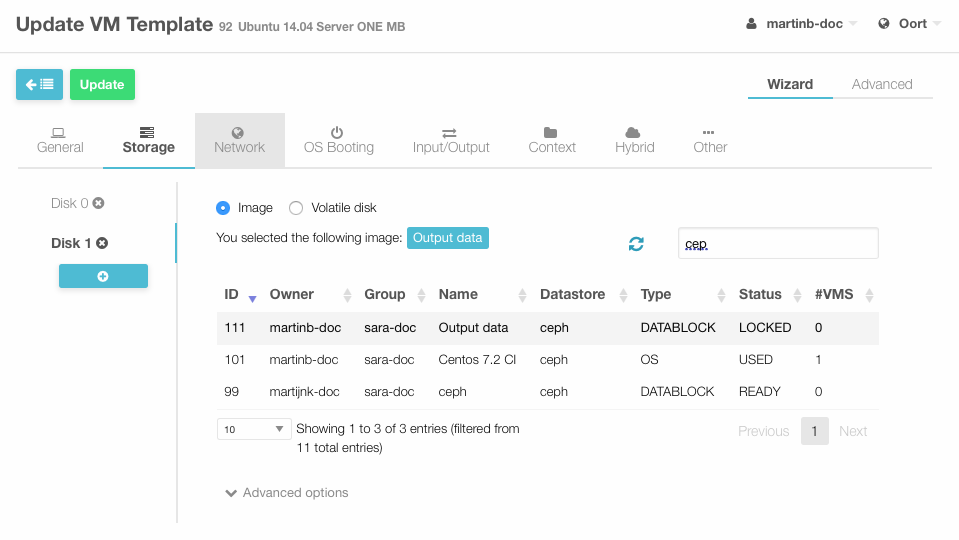 Update VM Template 92 Ubuntu 14.04 Server ONE MB martinb-doc Oort
Update Wizard Advanced
General Storage Network OS Booting Input/Output Context Hybrid Other
Disk 0
Image Volatile disk
You selected the following image: Output data
Disk 1 cep
ID Owner Group Name Datastore Type Status #VMS
111 martinb-doc sara-doc Output data ceph DATABLOCK LOCKED 0
101 martinb-doc sara-doc Centos 7.2 CI ceph OS USED 1
99 martijnk-doc sara-doc ceph ceph DATABLOCK READY 0
10 Showing 1 to 3 of 3 entries (filtered from
11 total entries)
Previous 1 Next
Advanced options